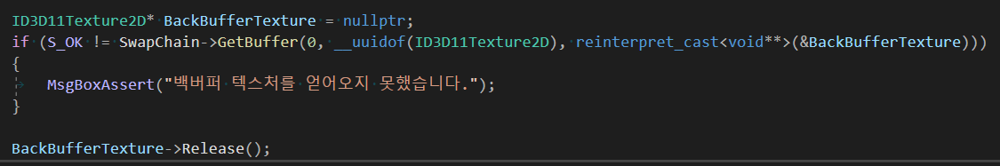 ID3D11Texture2D* BackBufferTexture = nullptr;
if (S_OK != SwapChain->GetBuffer(0, __uuidof(ID3D11Texture2D), reinterpret_cast<void**>(&BackBufferTexture)))
{
MsgBoxAssert("백버퍼 텍스처를 얻어오지 못했습니다.");
}
BackBufferTexture->Release();